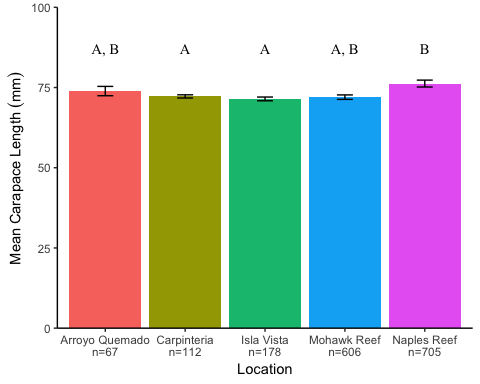 100
A, B
A
A
A, B
B
75
50
25
0
Mean Carapace Length (mm)
Arroyo Quemado Carpinteria Isla Vista Mohawk Reef Naples Reef
n=67 n=112 n=178 n=606 n=705
Location